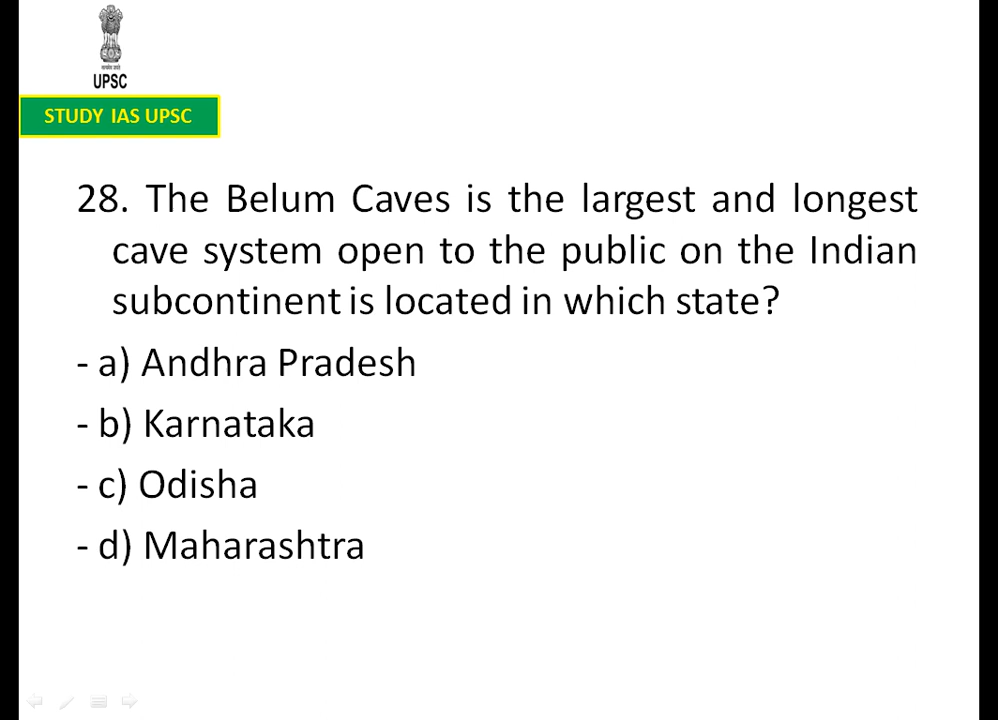 UPSC
STUDY IAS UPSC
28. The Belum Caves is the largest and longest
cave system open to the public on the Indian
subcontinent is located in which state?
- a) Andhra Pradesh
- b) Karnataka
- c) Odisha
- d) Maharashtra